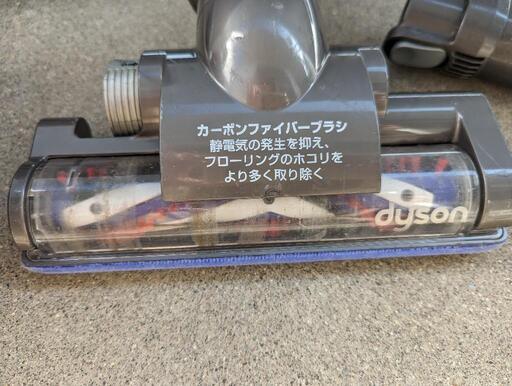 カーボンファイバーブラシ
静電気の発生を抑え、
フローリングのホコリを
より多く取り除く
dyson